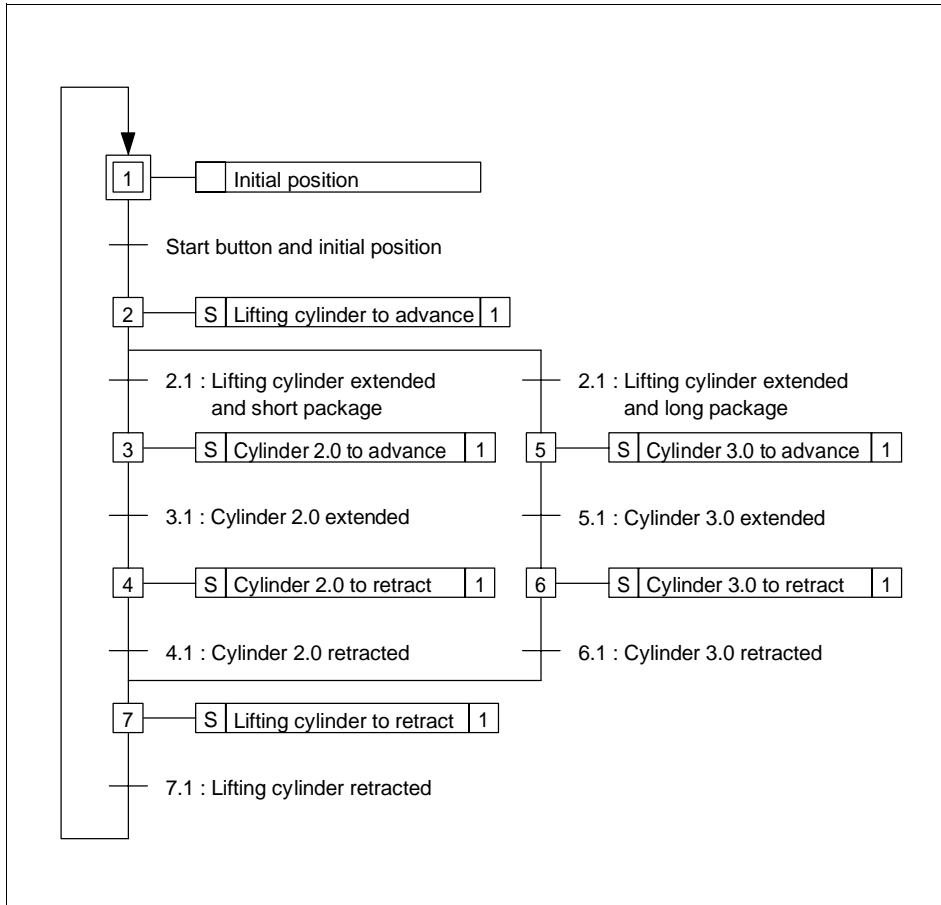 1 Initial position
Start button and initial position
2 S Lifting cylinder to advance 1
2.1 : Lifting cylinder extended
and short package
2.1 : Lifting cylinder extended
and long package
3 S Cylinder 2.0 to advance 1
5 S Cylinder 3.0 to advance 1
3.1 : Cylinder 2.0 extended
5.1 : Cylinder 3.0 extended
4 S Cylinder 2.0 to retract 1
6 S Cylinder 3.0 to retract 1
4.1 : Cylinder 2.0 retracted
6.1 : Cylinder 3.0 retracted
7 S Lifting cylinder to retract 1
7.1 : Lifting cylinder retracted